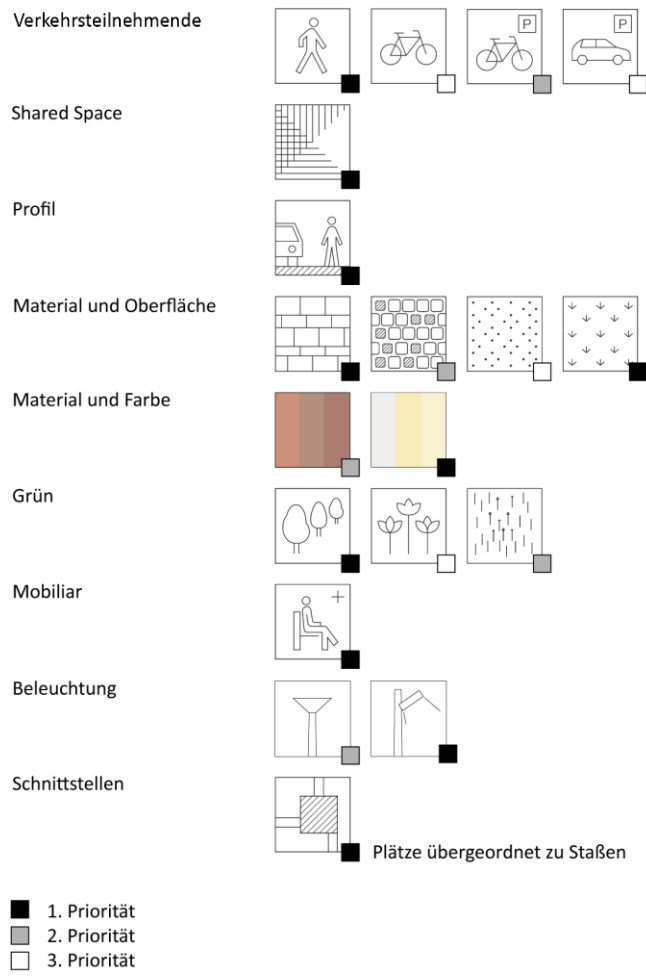 Verkehrsteilnehmende
P
P
Shared Space
Profil
Material und Oberfläche
Material und Farbe
Grün
Mobiliar
Beleuchtung
Schnittstellen
Plätze übergeordnet zu Staßen
1. Priorität
2. Priorität
3. Priorität